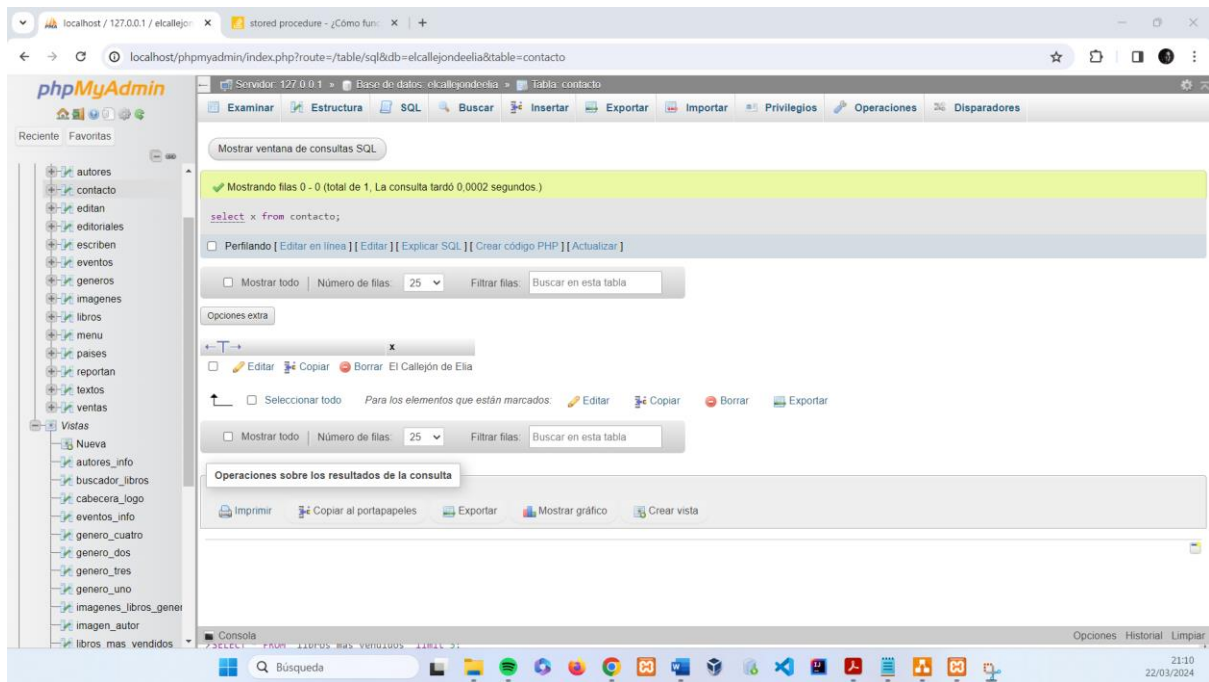 localhost / 127.0.0.1 / elcallejon
stored procedure - ¿Cómo func
localhost/phpmyadmin/index.php?route=/table/sql&db=elcallejondeelia&table=contacto
phpMyAdmin
Servidor: 127.0.0.1 » Base de datos: elcallejondeelia » Tabla: contacto
Examinar Estructura SQL Buscar Insertar Exportar Importar Privilegios Operaciones Disparadores
Reciente Favoritas
autores
contacto
editan
editoriales
escriben
eventos
generos
imagenes
libros
menu
paises
reportan
textos
ventas
Vistas
Nueva
autores_info
buscador_libros
cabecera_logo
eventos_info
genero_cuatro
genero_dos
genero_tres
genero_uno
imagenes_libros_gener
imagen_autor
libros_mas_vendidos
Mostrar ventana de consultas SQL
Mostrando filas 0 - 0 (total de 1, La consulta tardó 0,0002 segundos.)
select x from contacto;
Perfilando [ Editar en línea ] [ Editar ] [ Explicar SQL ] [ Crear código PHP ] [ Actualizar ]
Mostrar todo | Número de filas: 25 Filtrar filas: Buscar en esta tabla
Opciones extra
←T→ x
Editar Copiar Borrar El Callejón de Elia
Seleccionar todo Para los elementos que están marcados: Editar Copiar Borrar Exportar
Mostrar todo | Número de filas: 25 Filtrar filas: Buscar en esta tabla
Operaciones sobre los resultados de la consulta
Imprimir Copiar al portapapeles Exportar Mostrar gráfico Crear vista
Consola Opciones Historial Limpiar
Búsqueda
21:10
22/03/2024